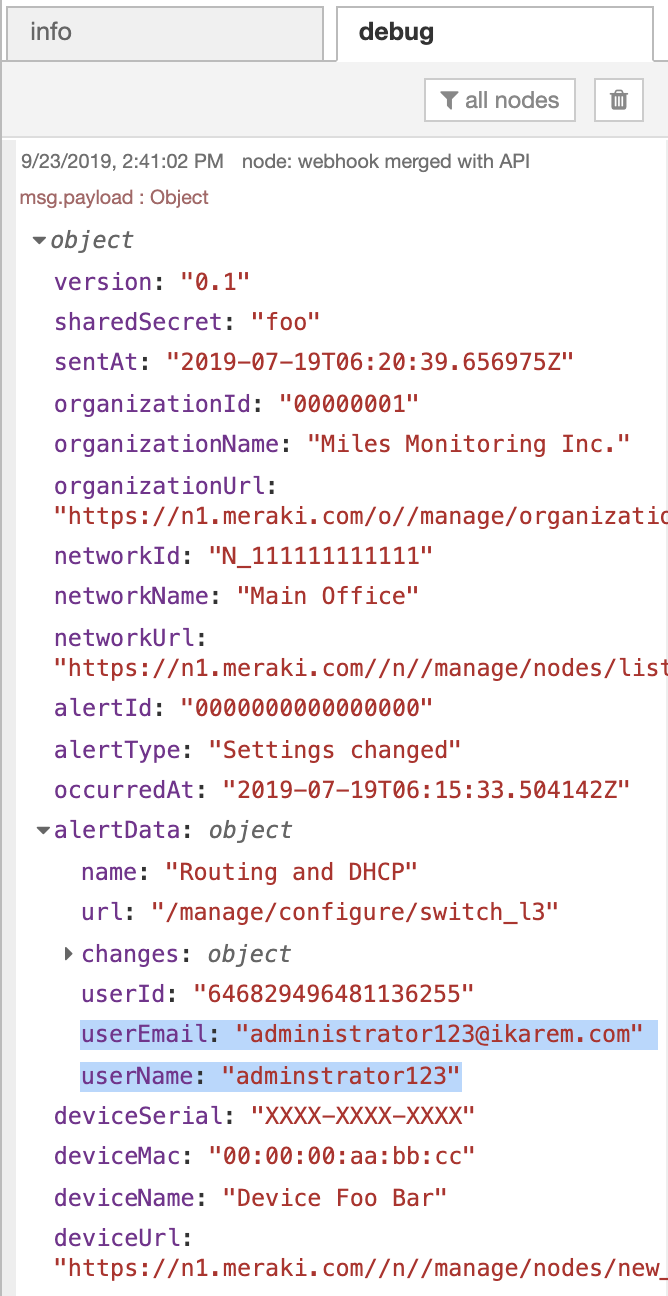 info
debug
all nodes
9/23/2019, 2:41:02 PM node: webhook merged with API
msg.payload : Object
object
version: "0.1"
sharedSecret: "foo"
sentAt: "2019-07-19T06:20:39.656975Z"
organizationId: "00000001"
organizationName: "Miles Monitoring Inc."
organizationUrl:
"https://n1.meraki.com/o//manage/organizatio
networkId: "N_111111111111"
networkName: "Main Office"
networkUrl:
"https://n1.meraki.com//n//manage/nodes/list
alertId: "0000000000000000"
alertType: "Settings changed"
occurredAt: "2019-07-19T06:15:33.504142Z"
alertData: object
name: "Routing and DHCP"
url: "/manage/configure/switch_l3"
changes: object
userId: "646829496481136255"
userEmail: "administrator123@ikarem.com"
userName: "adminstrator123"
deviceSerial: "XXXX-XXXX-XXXX"
deviceMac: "00:00:00:aa:bb:cc"
deviceName: "Device Foo Bar"
deviceUrl:
"https://n1.meraki.com//n//manage/nodes/new_